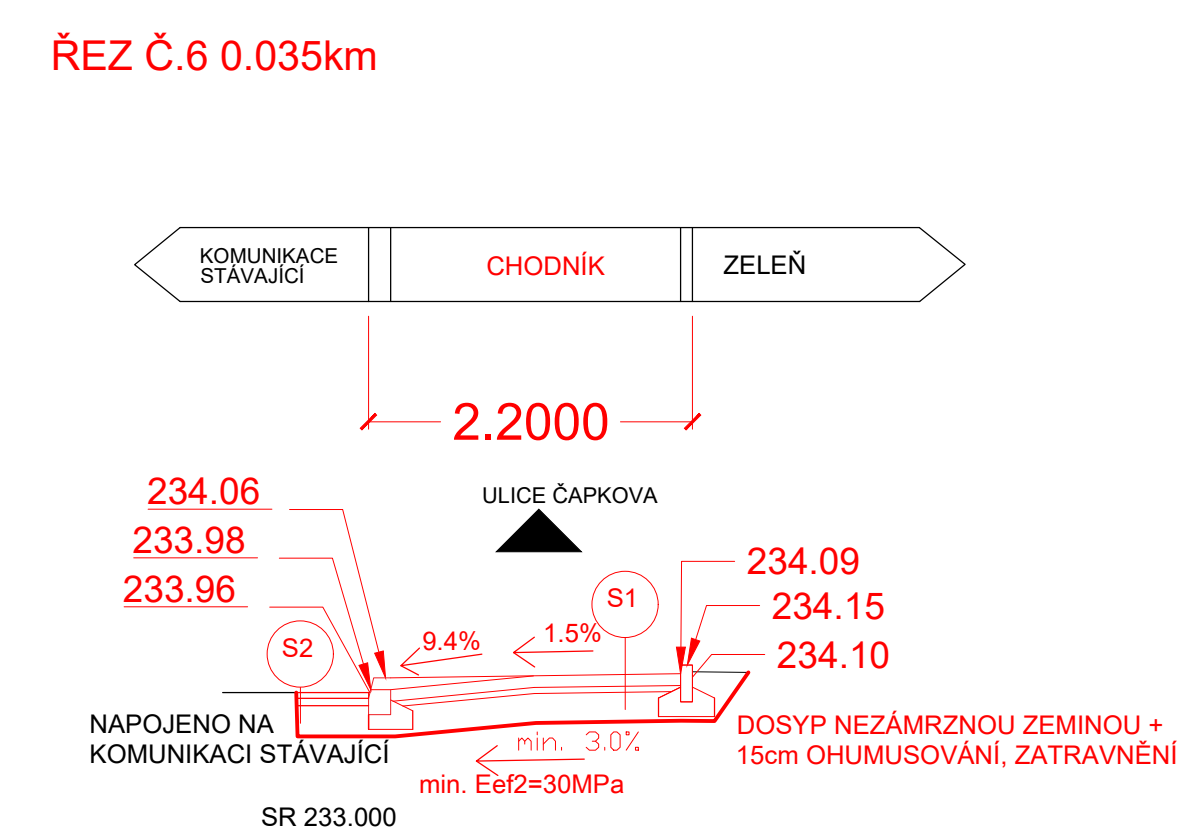 ŘEZ Č.6 0.035km
KOMUNIKACE
STÁVAJÍCÍ
CHODNÍK
ZELEŇ
2.2000
234.06
ULICE ČAPKOVA
233.98
234.09
233.96
S1
234.15
S2
9.4%
1.5%
234.10
NAPOJENO NA
KOMUNIKACI STÁVAJÍCÍ
min. 3.0%
min. Eef2=30MPa
DOSYP NEZÁMRZNOU ZEMINOU +
15cm OHUMUSOVÁNÍ, ZATRAVNĚNÍ
SR 233.000